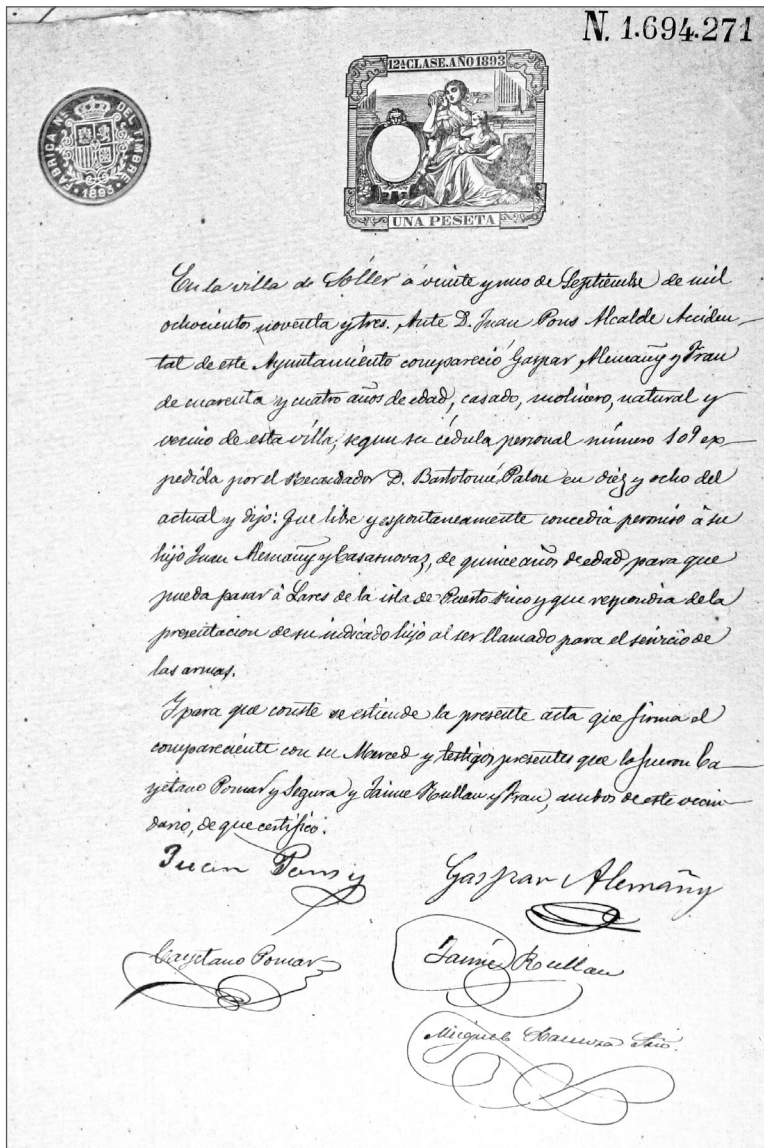 N. 1.694.271
12ª CLASE. AÑO 1893
FABRICA NAL DEL TIMBRE
1893
UNA PESETA
En la villa de Sóller á veinte y uno de Septiembre de mil
ochocientos noventa y tres. Ante D. Juan Pons Alcalde Acciden-
tal de este Ayuntamiento compareció Gaspar Alemañy y Frau
de cuarenta y cuatro años de edad, casado, molinero, natural y
vecino de esta villa, segun su cédula personal número 109 ex-
pedida por el Recaudador D. Bartolomé Palou en diez y ocho del
actual y dijo: Que libre y espontaneamente concedia permiso á su
hijo Juan Alemañy y Casasnovas, de quince años de edad para que
pueda pasar á Lares de la isla de Puerto Rico y que respondia de la
presentacion de su indicado hijo al ser llamado para el servicio de
las armas.
Y para que conste se estiende la presente acta que firma el
compareciente con su Merced y testigos presentes que lo fueron Ca-
yetano Pomar y Segura y Jaime Rullan y Frau, ambos de este vecin-
dario, de que certifico.
Juan Pons
Gaspar Alemañy
Cayetano Pomar
Jaime Rullan
Miguel Srio.